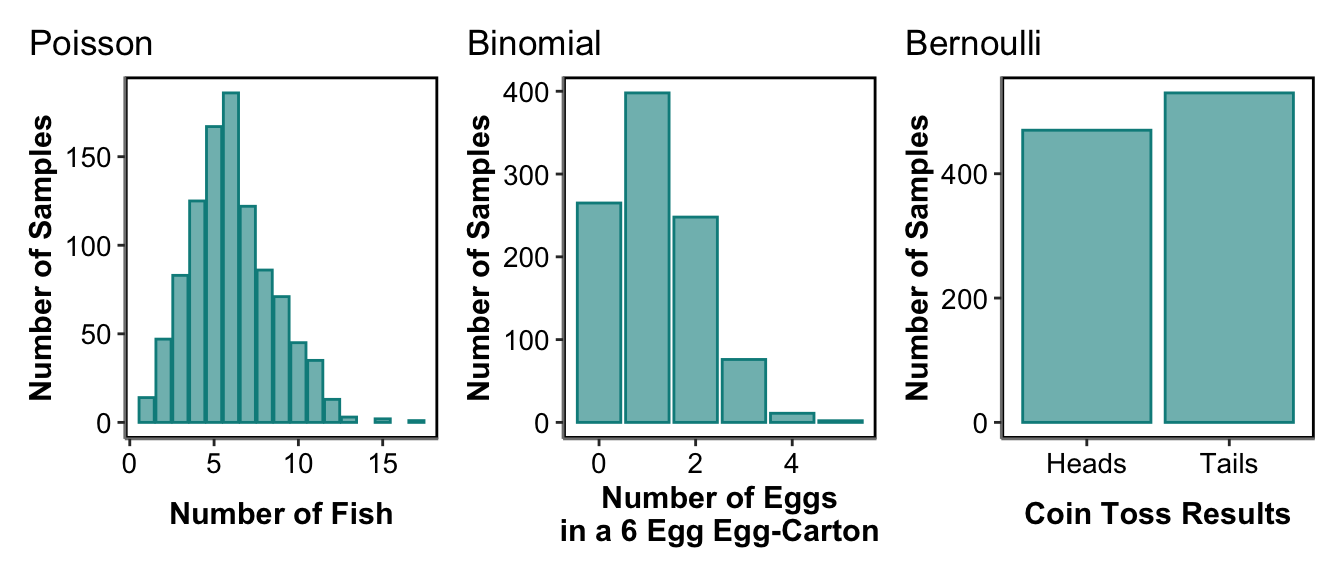 Poisson
Number of Samples
150
100
50
0
0 5 10 15
Number of Fish
Binomial
Number of Samples
400
300
200
100
0
0 2 4
Number of Eggs
in a 6 Egg Egg-Carton
Bernoulli
Number of Samples
400
200
0
Heads Tails
Coin Toss Results